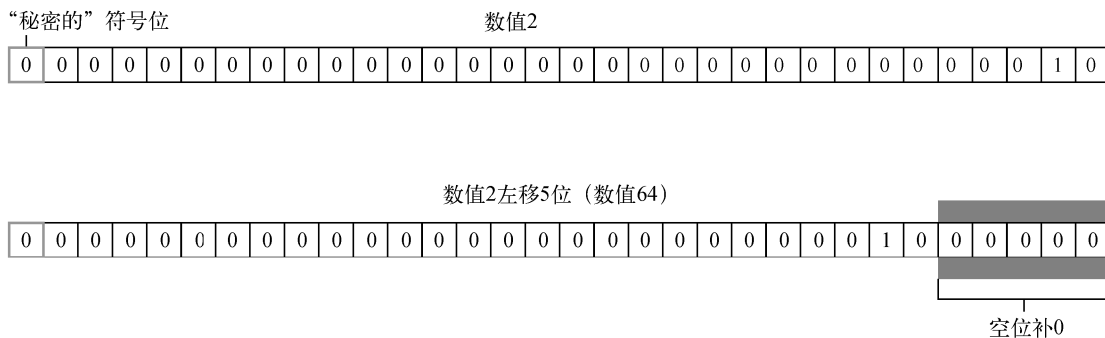 “秘密的”符号位
数值2
0 0 0 0 0 0 0 0 0 0 0 0 0 0 0 0 0 0 0 0 0 0 0 0 0 0 0 0 0 0 1 0
数值2左移5位（数值64）
0 0 0 0 0 0 0 0 0 0 0 0 0 0 0 0 0 0 0 0 0 0 0 0 0 1 0 0 0 0 0 0
空位补0